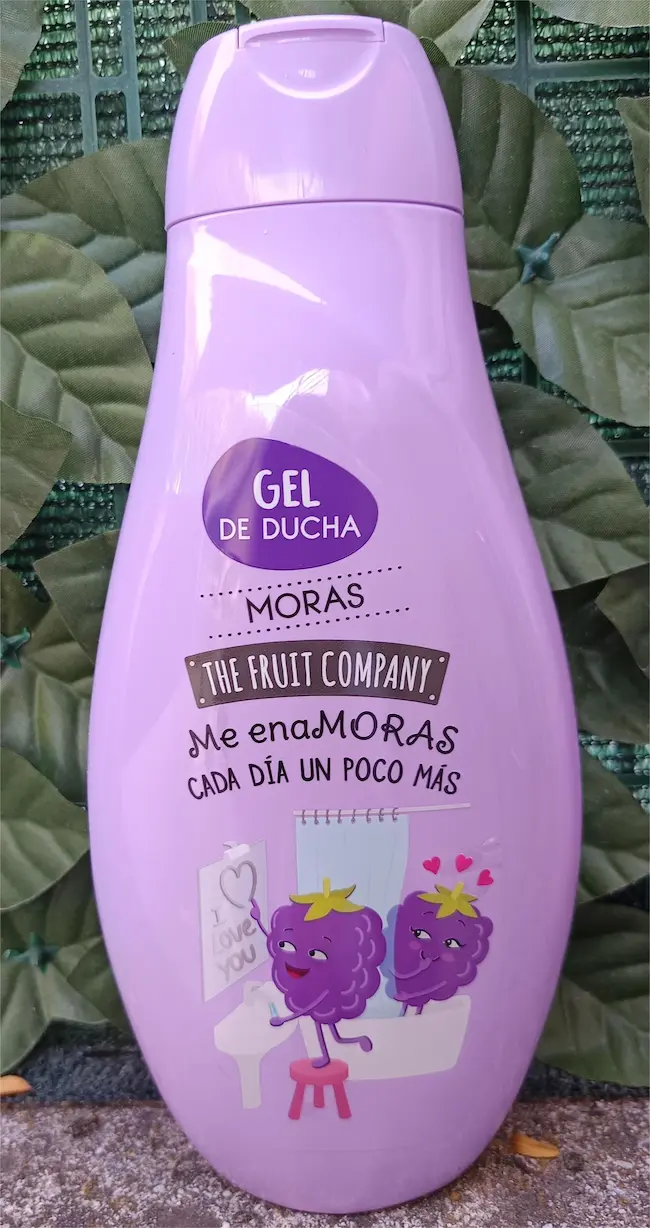 GEL
DE DUCHA
MORAS
THE FRUIT COMPANY
Me enaMORAS
CADA DÍA UN POCO MÁS
I
Love
YOU